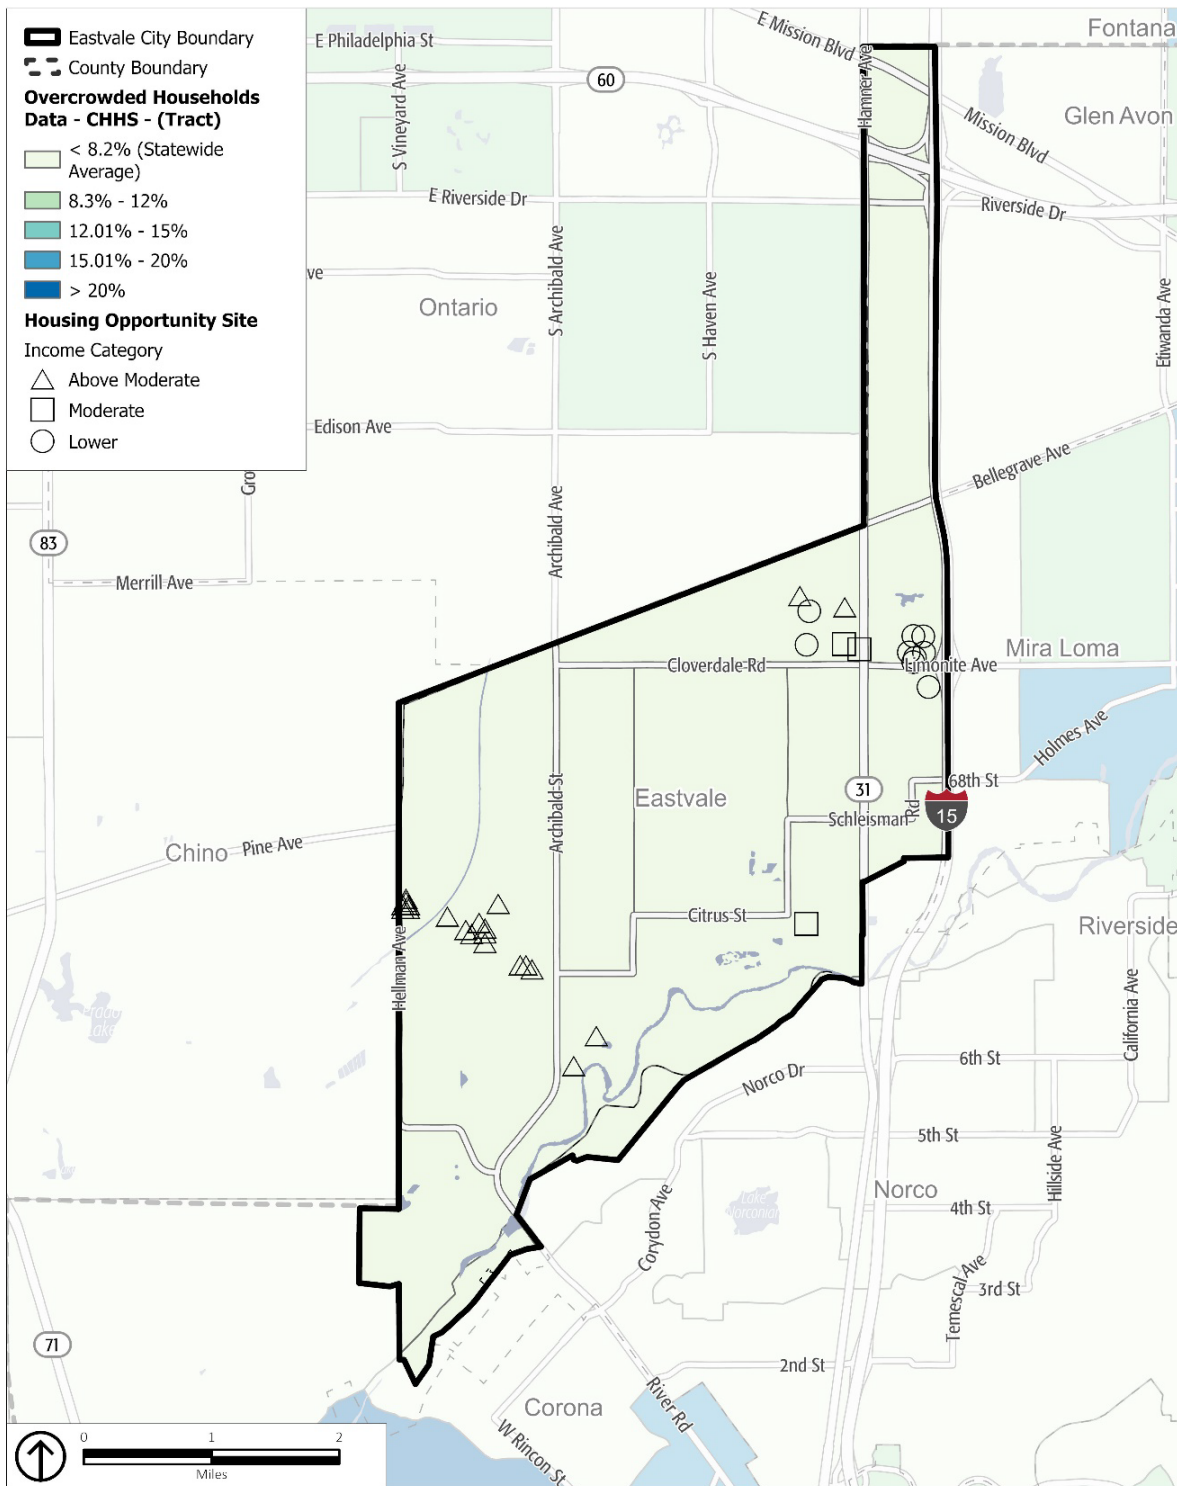 Eastvale City Boundary
County Boundary
Overcrowded Households
Data - CHHS - (Tract)
< 8.2% (Statewide
Average)
8.3% - 12%
12.01% - 15%
15.01% - 20%
> 20%
Housing Opportunity Site
Income Category
Above Moderate
Moderate
Lower
E Philadelphia St
E Mission Blvd
Fontana
60
S Vineyard Ave
Hamner Ave
Glen Avon
Mission Blvd
E Riverside Dr
Riverside Dr
ve
Ontario
S Archibald Ave
S Haven Ave
Etiwanda Ave
Edison Ave
Bellegrave Ave
Gro
83
Archibald Ave
Merrill Ave
Cloverdale Rd
Limonite Ave
Mira Loma
Holmes Ave
68th St
31
Eastvale
Archibald St
Schleisman Rd
15
Chino
Pine Ave
Citrus St
Riverside
Hellman Ave
California Ave
6th St
Norco Dr
5th St
Hillside Ave
Norco
4th St
Corydon Ave
Temescal Ave
3rd St
71
2nd St
River Rd
Corona
W Rincon St
0 1 2
Miles